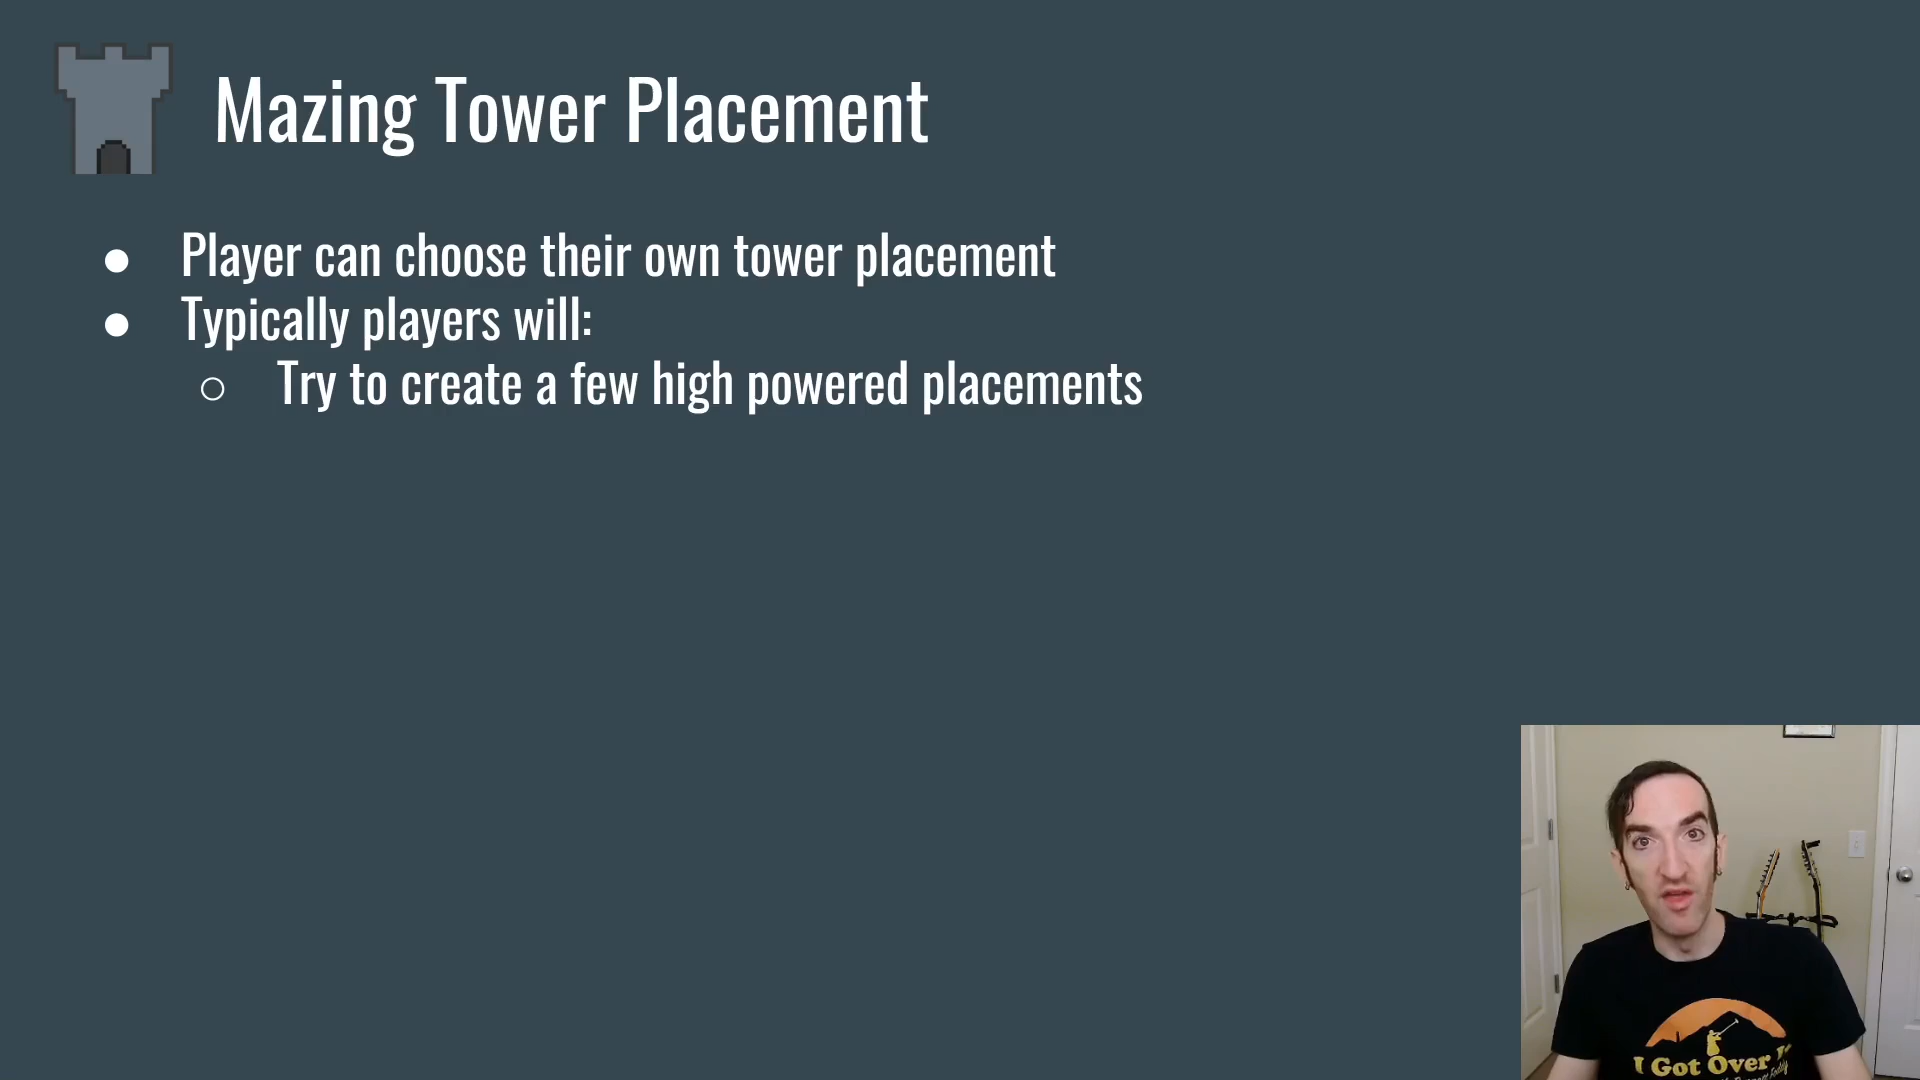 Mazing Tower Placement
● Player can choose their own tower placement
● Typically players will:
○ Try to create a few high powered placements
I Got Over